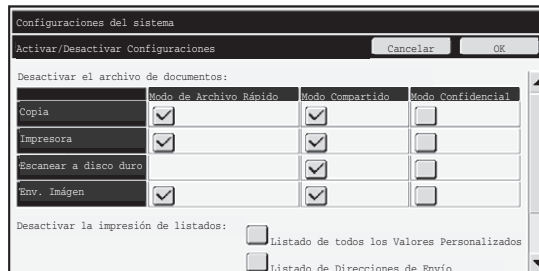 Configuraciones del sistema
Activar/Desactivar Configuraciones Cancelar OK
Desactivar el archivo de documentos:
Modo de Archivo Rápido Modo Compartido Modo Confidencial
Copia
Impresora
Escanear a disco duro
Env. Imágen
Desactivar la impresión de listados:
Listado de todos los Valores Personalizados
Listado de Direcciones de Envío